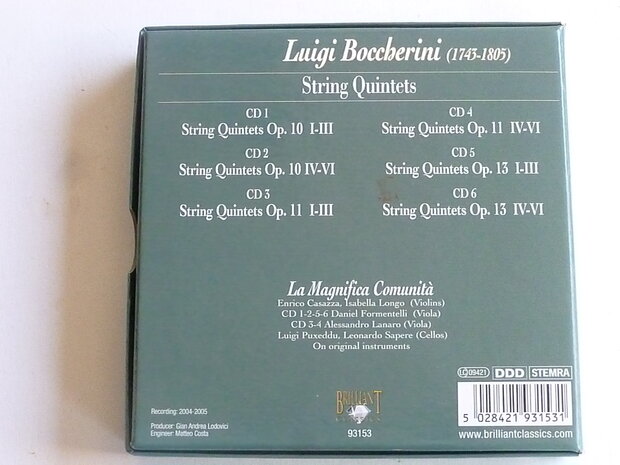 Luigi Boccherini (1743-1805)
String Quintets
CD 1
String Quintets Op. 10 I-III
CD 2
String Quintets Op. 10 IV-VI
CD 3
String Quintets Op. 11 I-III
CD 4
String Quintets Op. 11 IV-VI
CD 5
String Quintets Op. 13 I-III
CD 6
String Quintets Op. 13 IV-VI
La Magnifica Comunità
Enrico Casazza, Isabella Longo (Violins)
CD 1-2-5-6 Daniel Formentelli (Viola)
CD 3-4 Alessandro Lanaro (Viola)
Luigi Puxeddu, Leonardo Sapere (Cellos)
On original instruments
Recording: 2004-2005
Producer: Gian Andrea Lodovici
Engineer: Matteo Costa
BRILLIANT
CLASSICS
93153
LC 09421 DDD STEMRA
5 028421 931531
www.brilliantclassics.com